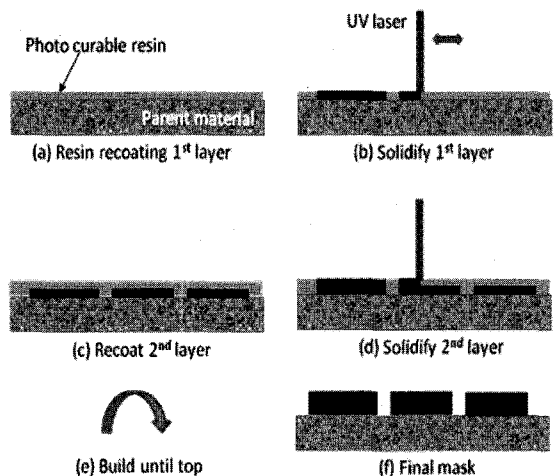 Photo curable resin
Parent material
(a) Resin recoating 1st layer
UV laser
(b) Solidify 1st layer
(c) Recoat 2nd layer
(d) Solidify 2nd layer
(e) Build until top
(f) Final mask